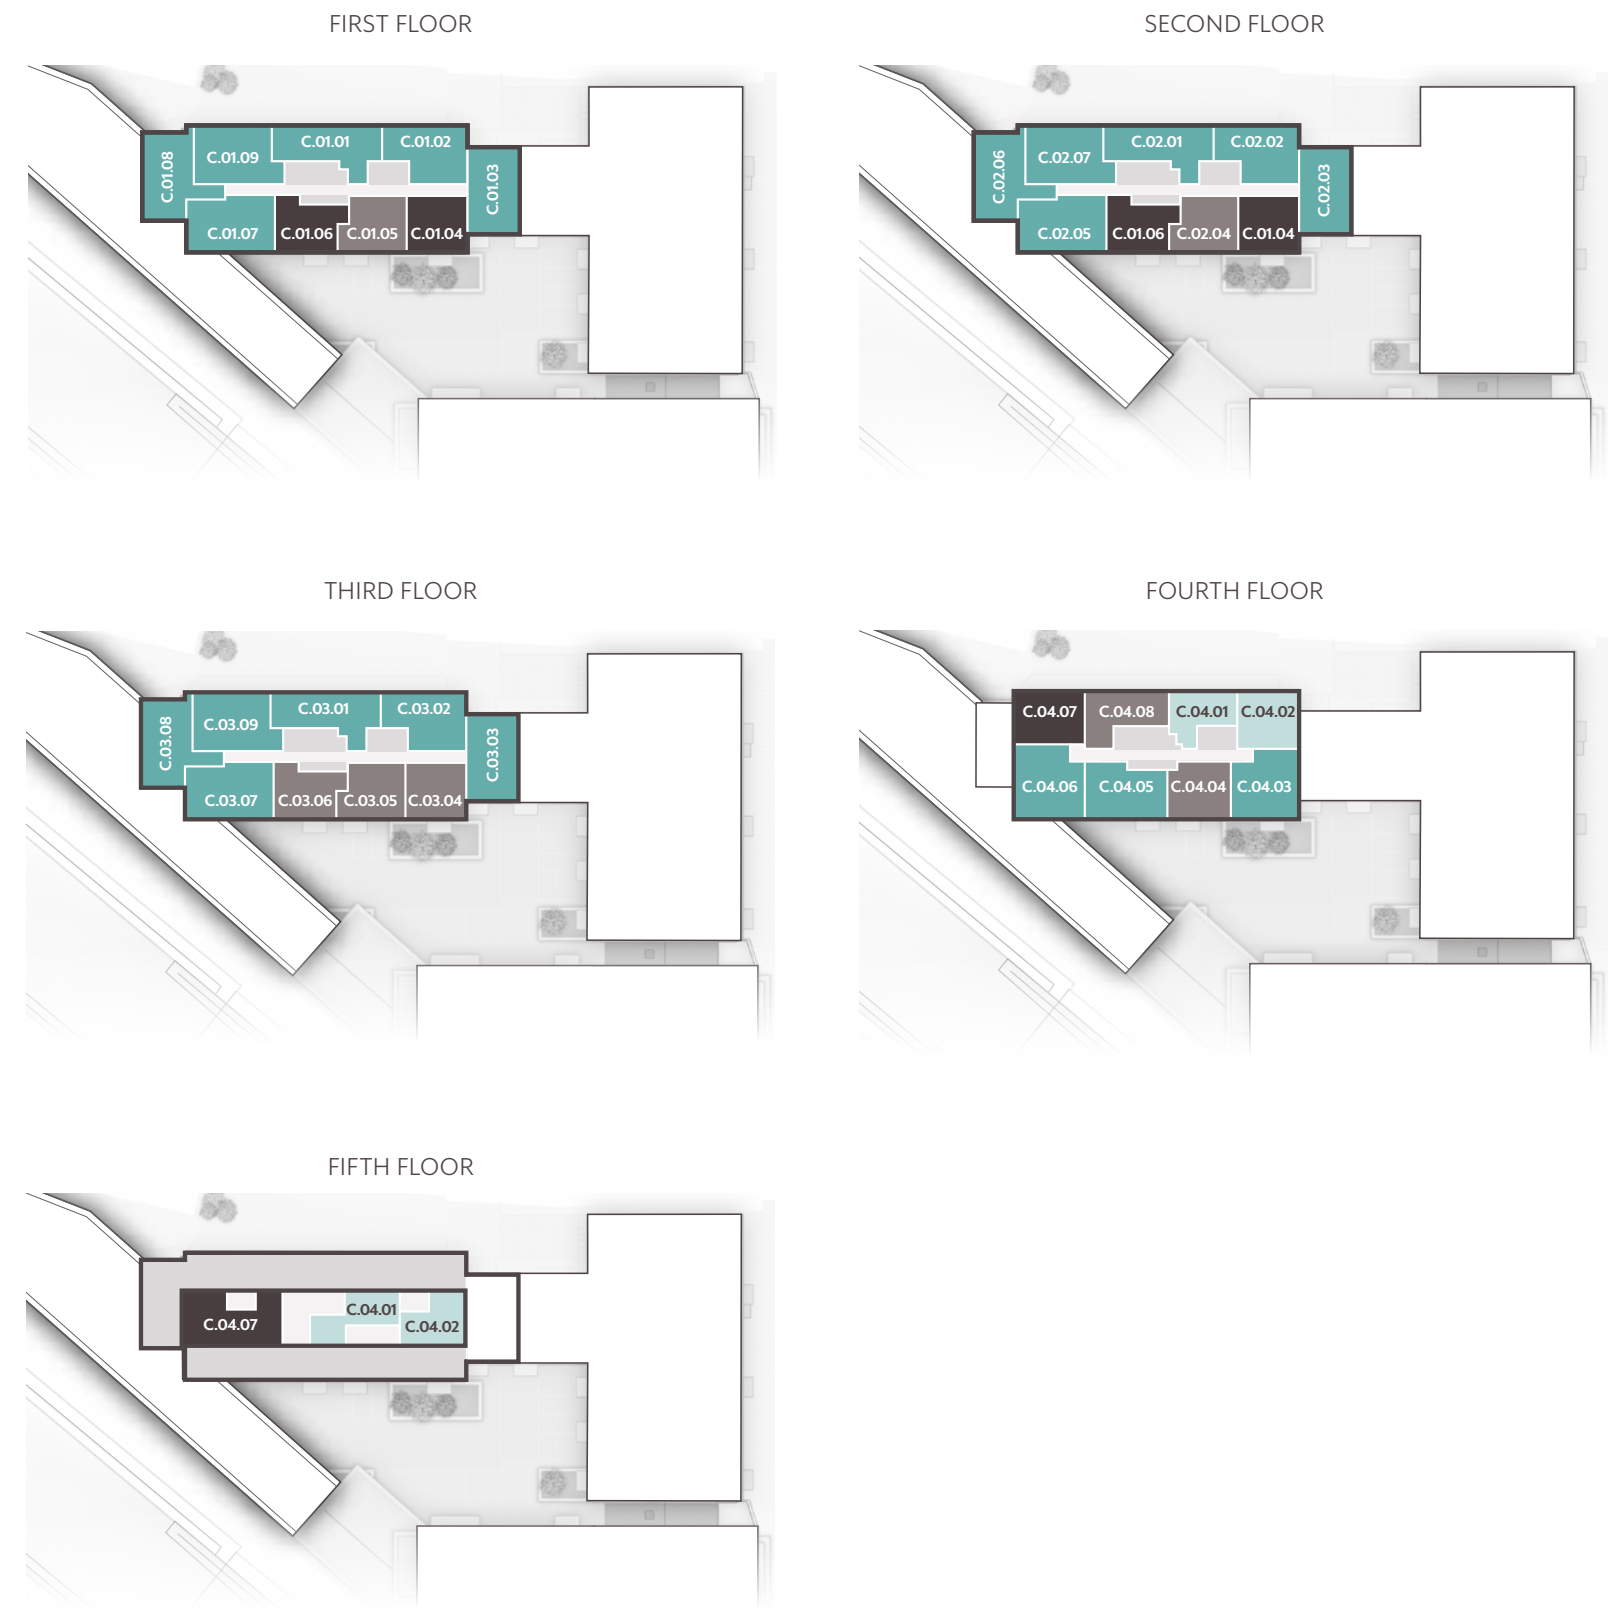 FIRST FLOOR
C.01.08
C.01.09
C.01.01
C.01.02
C.01.03
C.01.07
C.01.06
C.01.05
C.01.04
SECOND FLOOR
C.02.06
C.02.07
C.02.01
C.02.02
C.02.03
C.02.05
C.01.06
C.02.04
C.01.04
THIRD FLOOR
C.03.08
C.03.09
C.03.01
C.03.02
C.03.03
C.03.07
C.03.06
C.03.05
C.03.04
FOURTH FLOOR
C.04.07
C.04.08
C.04.01
C.04.02
C.04.06
C.04.05
C.04.04
C.04.03
FIFTH FLOOR
C.04.07
C.04.01
C.04.02